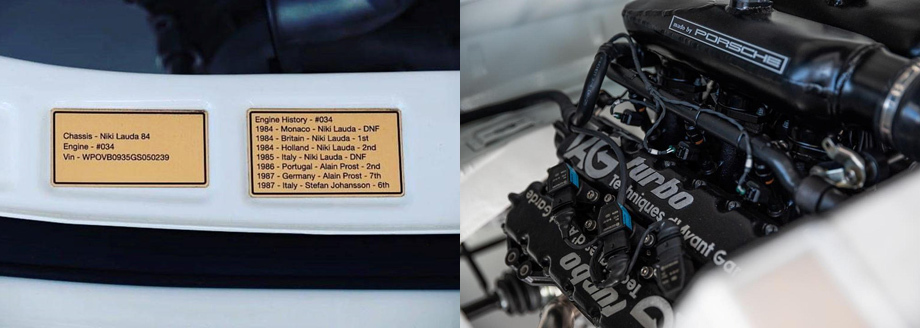 Chassis - Niki Lauda 84
Engine - #034
Vin - WPOVB0935GS050239
Engine History - #034
1984 - Monaco - Niki Lauda - DNF
1984 - Britain - Niki Lauda - 1st
1984 - Holland - Niki Lauda - 2nd
1985 - Italy - Niki Lauda - DNF
1986 - Portugal - Alain Prost - 2nd
1987 - Germany - Alain Prost - 7th
1987 - Italy - Stefan Johansson - 6th
made by PORSCHE
TAG turbo
Techniques d'Avant Ga
d'A
Garde
turbo
Tec